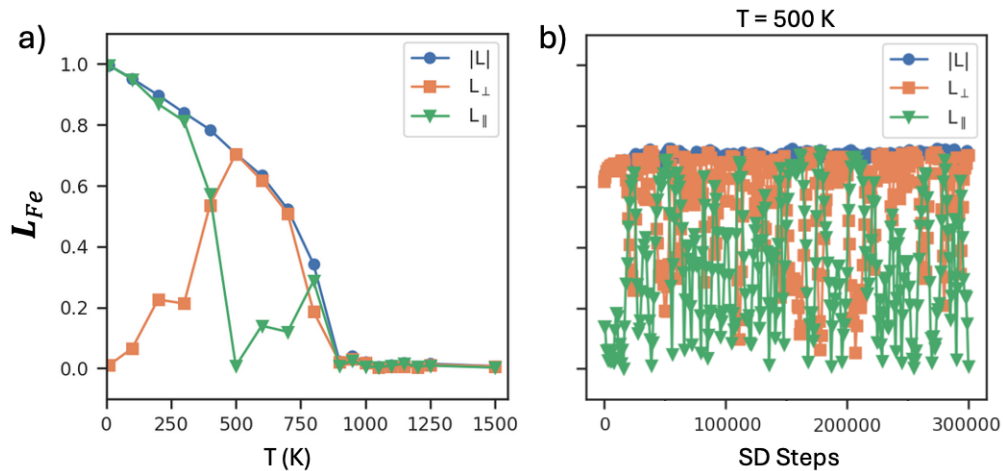 T = 500 K
a)
b)
|L|
L⊥
L∥
|L|
L⊥
L∥
L_Fe
1.0
0.8
0.6
0.4
0.2
0.0
0 250 500 750 1000 1250 1500
T (K)
0 100000 200000 300000
SD Steps